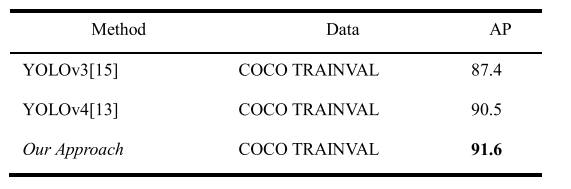 Method Data AP
YOLOv3[15] COCO TRAINVAL 87.4
YOLOv4[13] COCO TRAINVAL 90.5
Our Approach COCO TRAINVAL 91.6